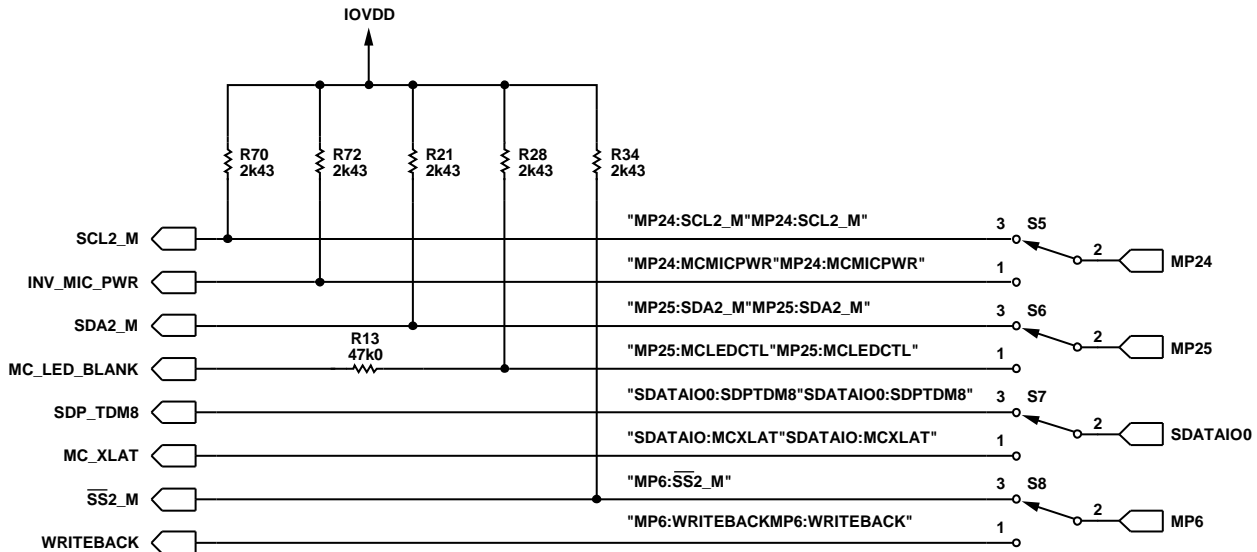 IOVDD
R70
2k43
R72
2k43
R21
2k43
R28
2k43
R34
2k43
SCL2_M
"MP24:SCL2_M"MP24:SCL2_M"
3
S5
2
MP24
INV_MIC_PWR
"MP24:MCMICPWR"MP24:MCMICPWR"
1
SDA2_M
"MP25:SDA2_M"MP25:SDA2_M"
3
S6
2
MP25
R13
47k0
MC_LED_BLANK
"MP25:MCLEDCTL"MP25:MCLEDCTL"
1
SDP_TDM8
"SDATAIO0:SDPTDM8"SDATAIO0:SDPTDM8"
3
S7
2
SDATAIO0
MC_XLAT
"SDATAIO:MCXLAT"SDATAIO:MCXLAT"
1
S̅S̅2_M
"MP6:S̅S̅2_M"
3
S8
2
MP6
WRITEBACK
"MP6:WRITEBACKMP6:WRITEBACK"
1